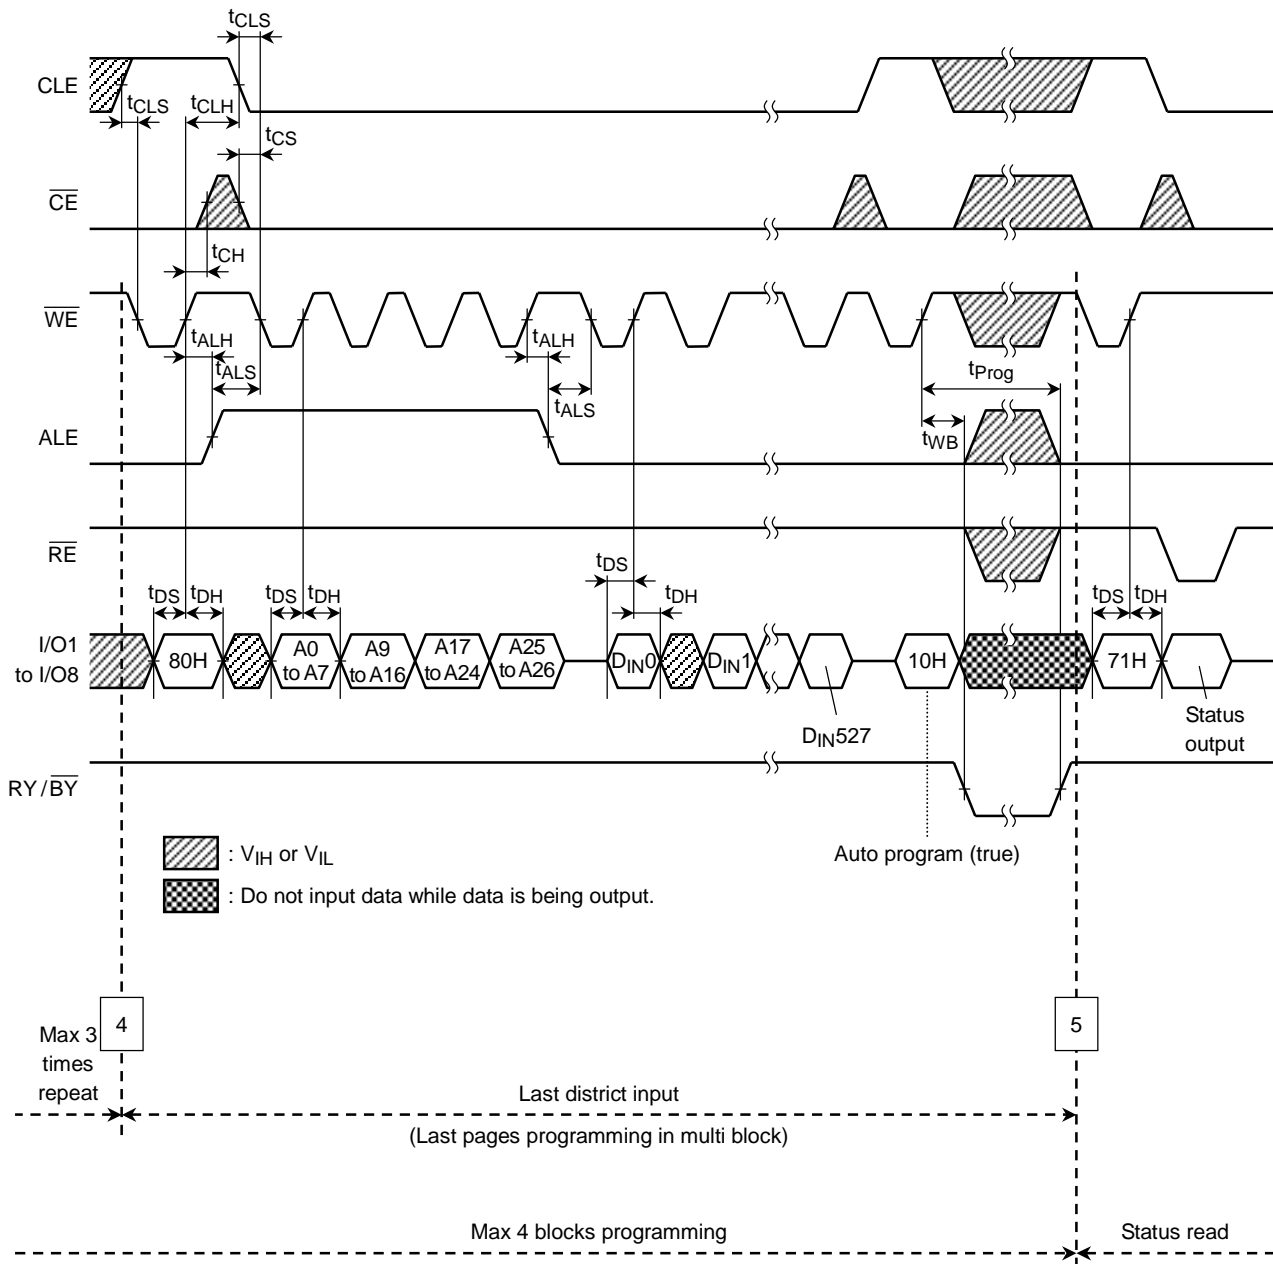 tCLS
CLE
tCLS
tCLH
tCS
CE
tCH
WE
tALH
tALS
tALH
tALS
tProg
tWB
ALE
RE
tDS
tDH
tDS
tDH
tDS
tDH
tDS
tDH
I/O1
to I/O8
80H
A0
to A7
A9
to A16
A17
to A24
A25
to A26
DIN0
DIN1
DIN527
10H
71H
Status
output
RY/BY
Auto program (true)
: VIH or VIL
: Do not input data while data is being output.
4
5
Max 3
times
repeat
Last district input
(Last pages programming in multi block)
Max 4 blocks programming
Status read